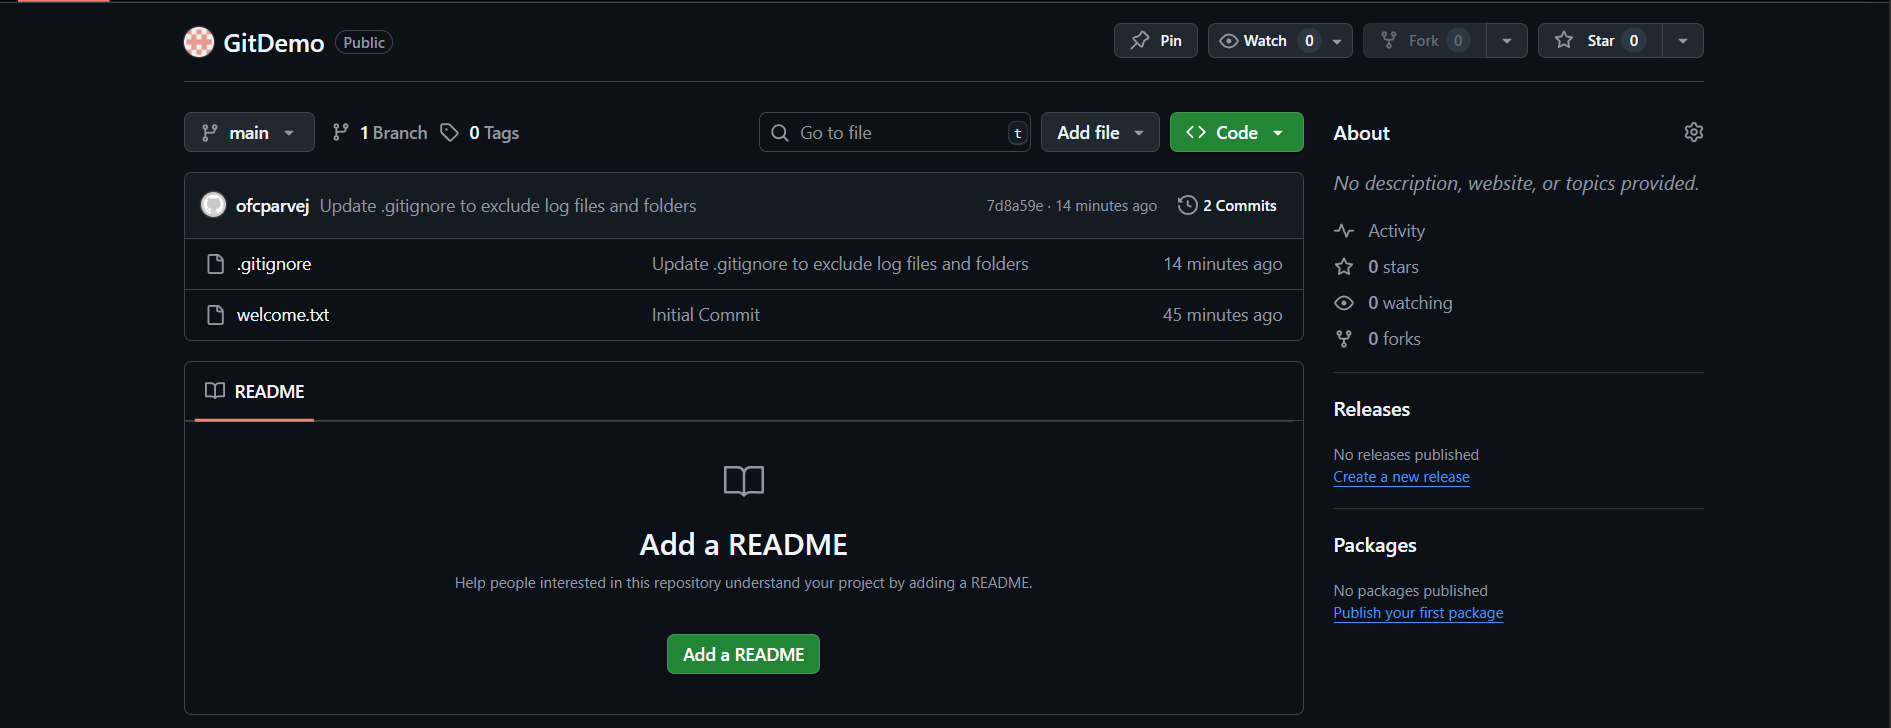 GitDemo Public Pin Watch 0 Fork 0 Star 0
main 1 Branch 0 Tags Go to file t Add file Code
ofcparvej Update .gitignore to exclude log files and folders 7d8a59e · 14 minutes ago 2 Commits
.gitignore Update .gitignore to exclude log files and folders 14 minutes ago
welcome.txt Initial Commit 45 minutes ago
README
Add a README
Help people interested in this repository understand your project by adding a README.
Add a README
About
No description, website, or topics provided.
Activity
0 stars
0 watching
0 forks
Releases
No releases published
Create a new release
Packages
No packages published
Publish your first package